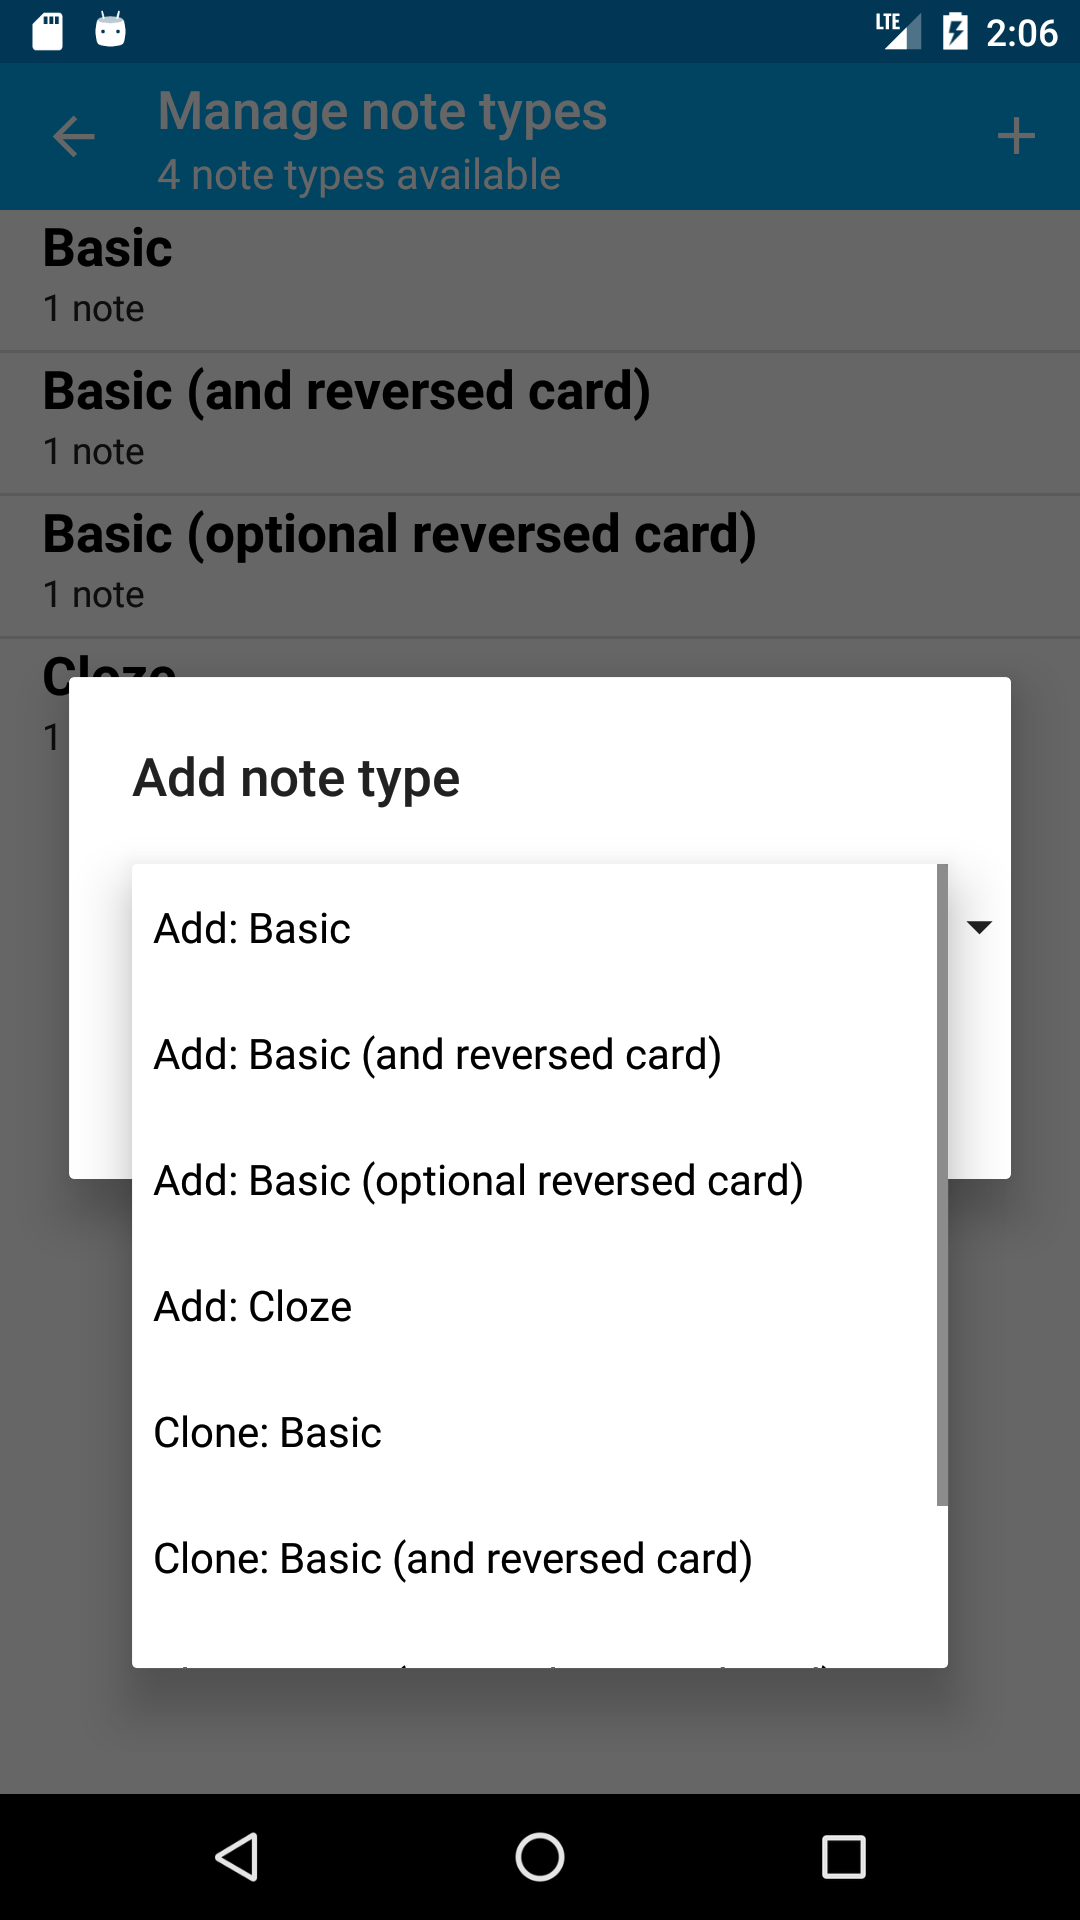 LTE 2:06
Manage note types
4 note types available
Basic
1 note
Basic (and reversed card)
1 note
Basic (optional reversed card)
1 note
Cloze
1
Add note type
Add: Basic
Add: Basic (and reversed card)
Add: Basic (optional reversed card)
Add: Cloze
Clone: Basic
Clone: Basic (and reversed card)